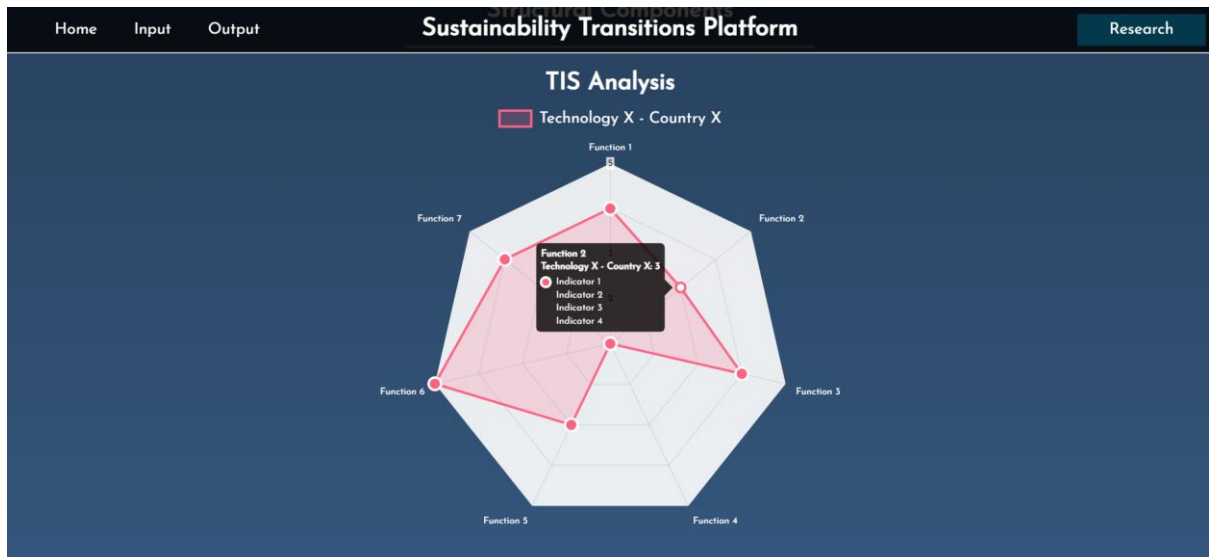 Structural Components
Home Input Output Sustainability Transitions Platform Research
TIS Analysis
Technology X - Country X
Function 1
5
Function 7 Function 2
Function 2
Technology X - Country X: 3
Indicator 1
Indicator 2
Indicator 3
Indicator 4
Function 6 Function 3
Function 5 Function 4